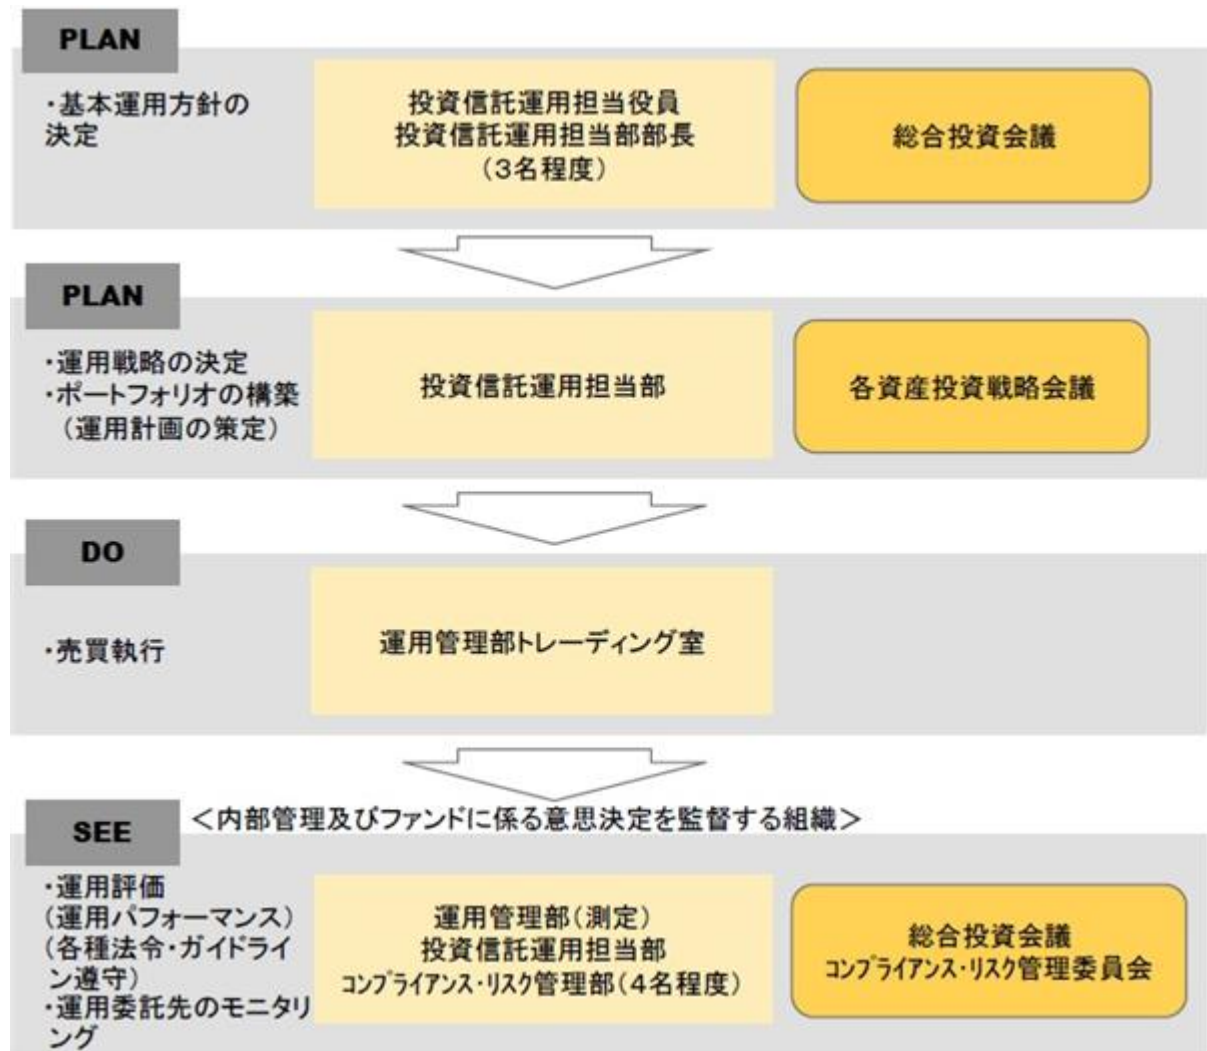 PLAN
・基本運用方針の
決定
投資信託運用担当役員
投資信託運用担当部部長
（３名程度）
総合投資会議
PLAN
・運用戦略の決定
・ポートフォリオの構築
（運用計画の策定）
投資信託運用担当部
各資産投資戦略会議
DO
・売買執行
運用管理部トレーディング室
SEE
＜内部管理及びファンドに係る意思決定を監督する組織＞
・運用評価
(運用パフォーマンス)
(各種法令・ガイドライ
ン遵守)
・運用委託先のモニタリ
ング
運用管理部（測定）
投資信託運用担当部
ｺﾝﾌﾟﾗｲｱﾝｽ・ﾘｽｸ管理部（４名程度）
総合投資会議
ｺﾝﾌﾟﾗｲｱﾝｽ・ﾘｽｸ管理委員会